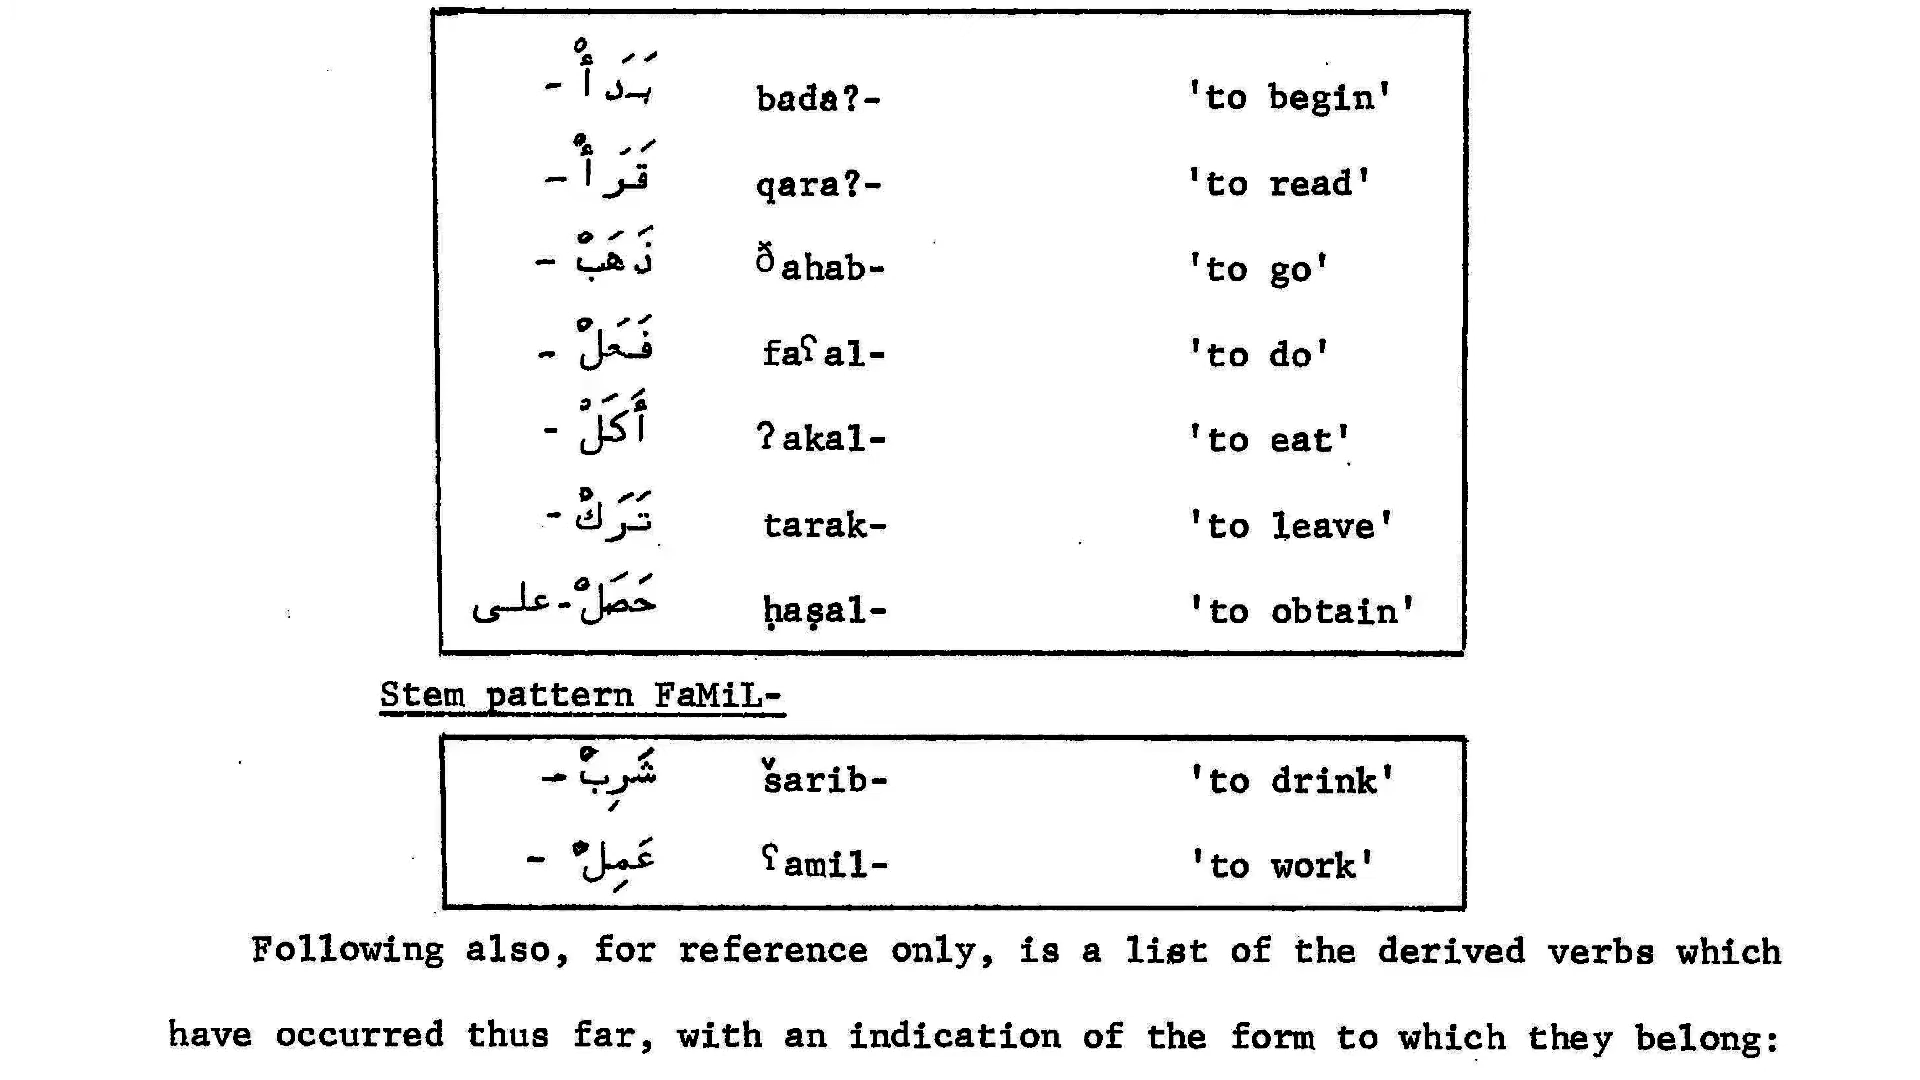 بَدَأْ - bada?- 'to begin'
قَرَأْ - qara?- 'to read'
ذَهَبْ - ðahab- 'to go'
فَعَلْ - faʕal- 'to do'
أَكَلْ - ?akal- 'to eat'
تَرَكْ - tarak- 'to leave'
حَصَلْ - على ḥaṣal- 'to obtain'
Stem pattern FaMiL-
شَرِبْ - šarib- 'to drink'
عَمِلْ - ʕamil- 'to work'
Following also, for reference only, is a list of the derived verbs which
have occurred thus far, with an indication of the form to which they belong: